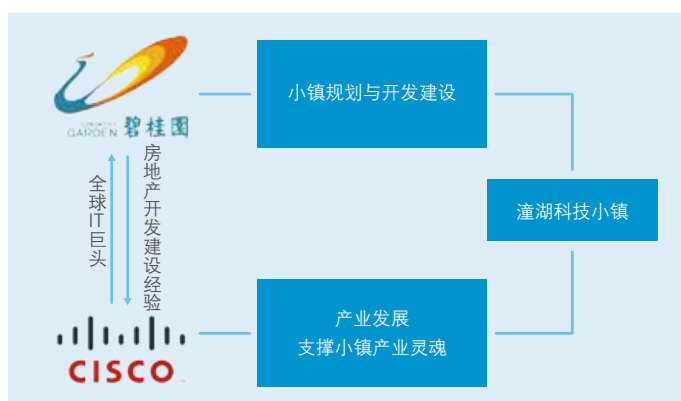 小镇规划与开发建设
GARDEN 碧桂园
房地产开发建设经验
全球IT巨头
潼湖科技小镇
产业发展
支撑小镇产业灵魂
CISCO